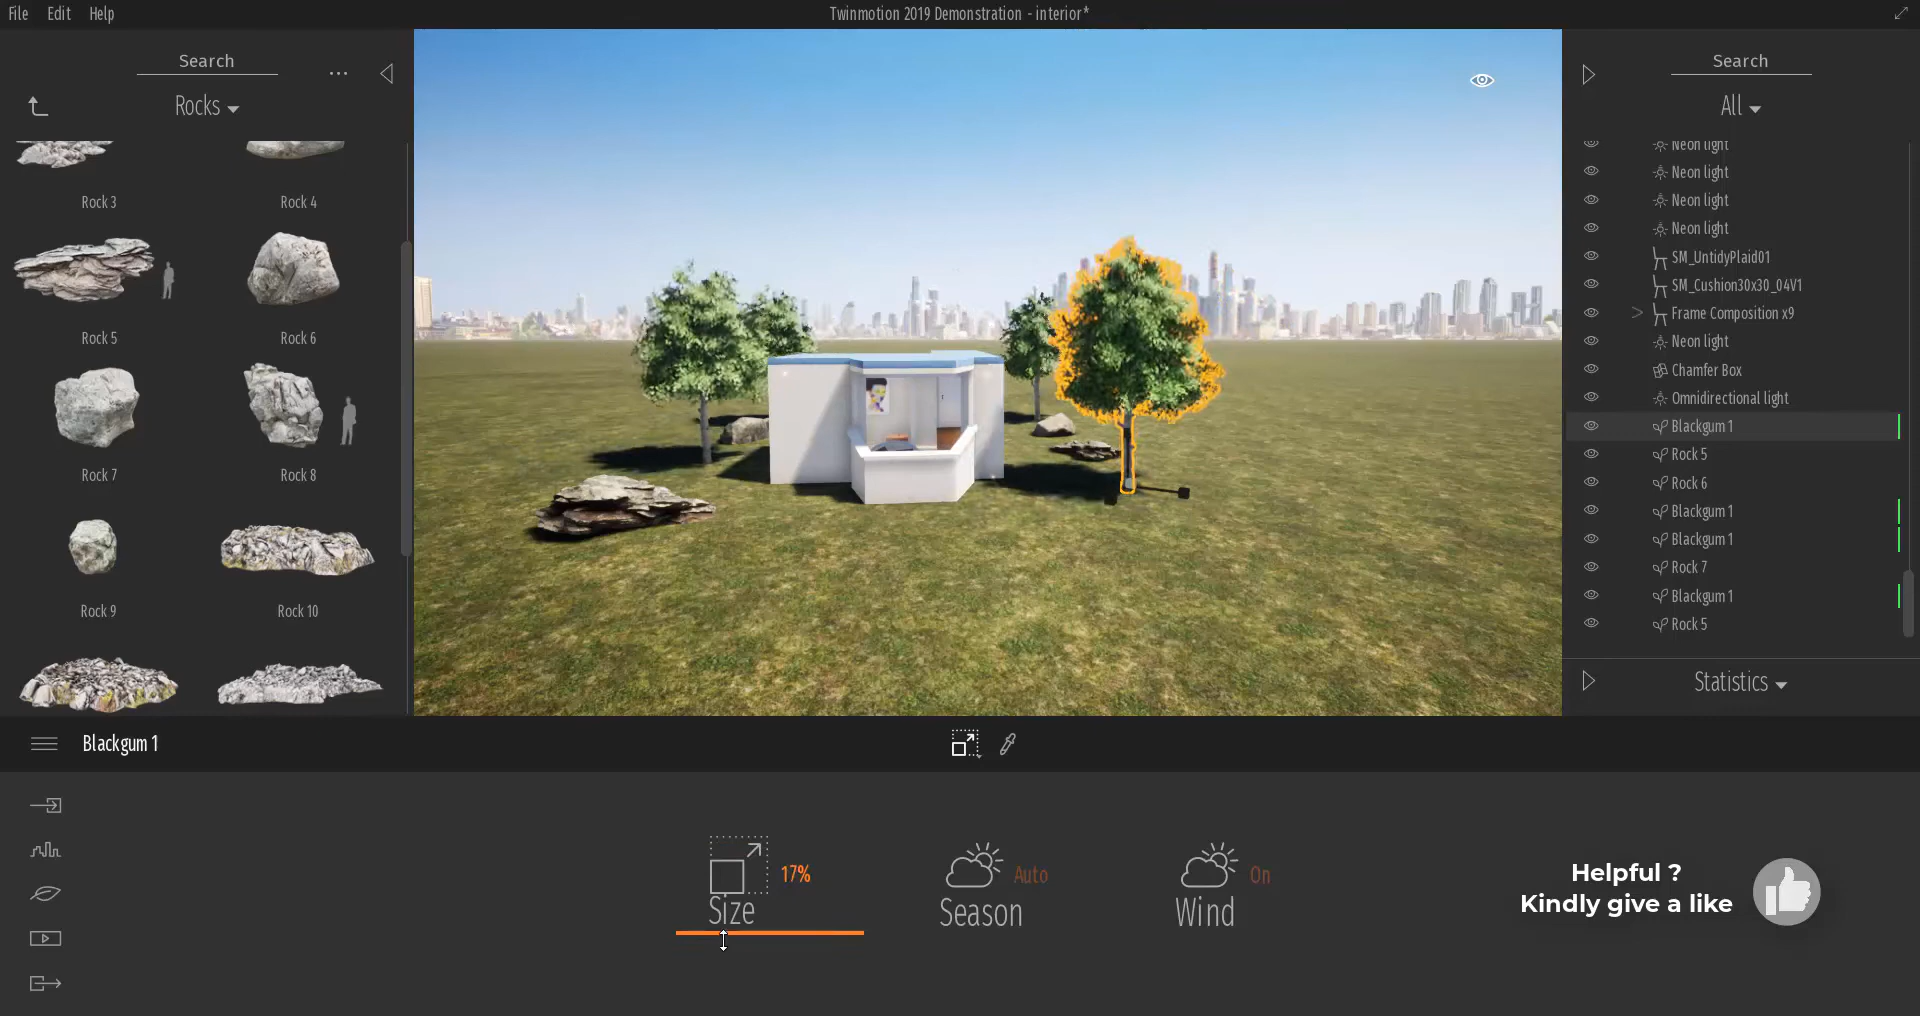 File Edit Help
Twinmotion 2019 Demonstration - interior*
Search
Rocks
Rock 3
Rock 4
Rock 5
Rock 6
Rock 7
Rock 8
Rock 9
Rock 10
Search
All
Neon light
Neon light
Neon light
Neon light
SM_UntidyPlaid01
SM_Cushion30x30_04V1
> Frame Composition x9
Neon light
Chamfer Box
Omnidirectional light
Blackgum 1
Rock 5
Rock 6
Blackgum 1
Blackgum 1
Rock 7
Blackgum 1
Rock 5
Statistics
Blackgum 1
17%
Size
Auto
Season
On
Wind
Helpful ?
Kindly give a like